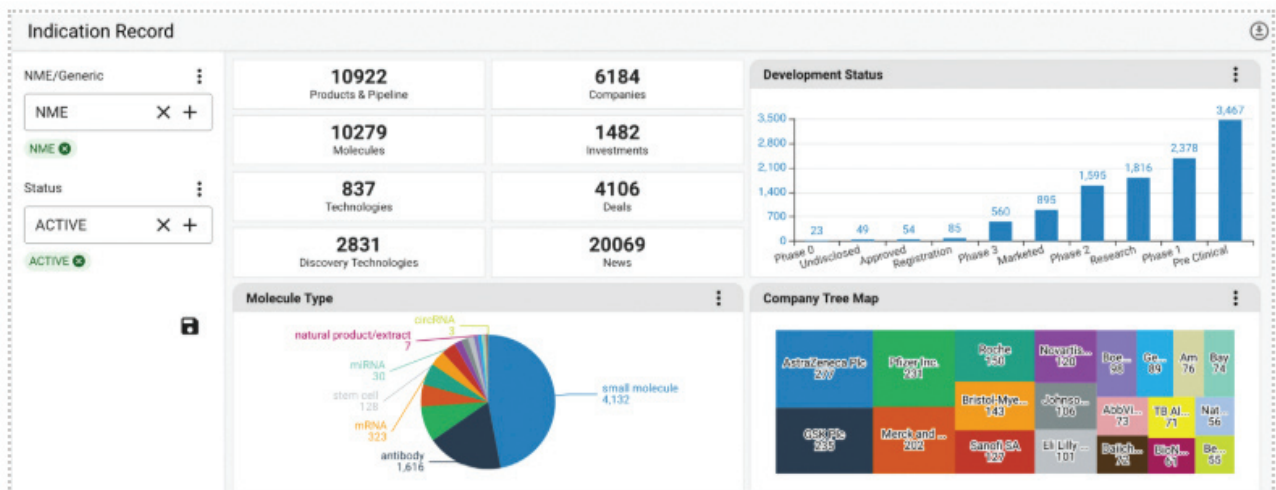 Indication Record
NME/Generic
NME
NME
Status
ACTIVE
ACTIVE
10922
Products & Pipeline
6184
Companies
10279
Molecules
1482
Investments
837
Technologies
4106
Deals
2831
Discovery Technologies
20069
News
Development Status
3,500
2,800
2,100
1,400
700
0
23
49
54
85
560
895
1,595
1,816
2,378
3,467
Phase 0
Undisclosed
Approved
Registration
Phase 3
Marketed
Phase 2
Research
Phase 1
Pre Clinical
Molecule Type
circRNA
3
natural product/extract
7
miRNA
30
stem cell
128
mRNA
323
antibody
1,616
small molecule
4,132
Company Tree Map
AstraZeneca Plc
277
GSK Plc
235
Pfizer Inc.
231
Merck and ...
202
Roche
150
Bristol-Mye...
143
Sanofi SA
127
Novartis...
120
Johnso...
106
Eli Lilly ...
101
Boe...
98
Ge...
89
Am
76
Bay
74
AbbVi...
73
TB Al...
71
Nat...
56
Daiich...
72
BioN...
61
Be...
55